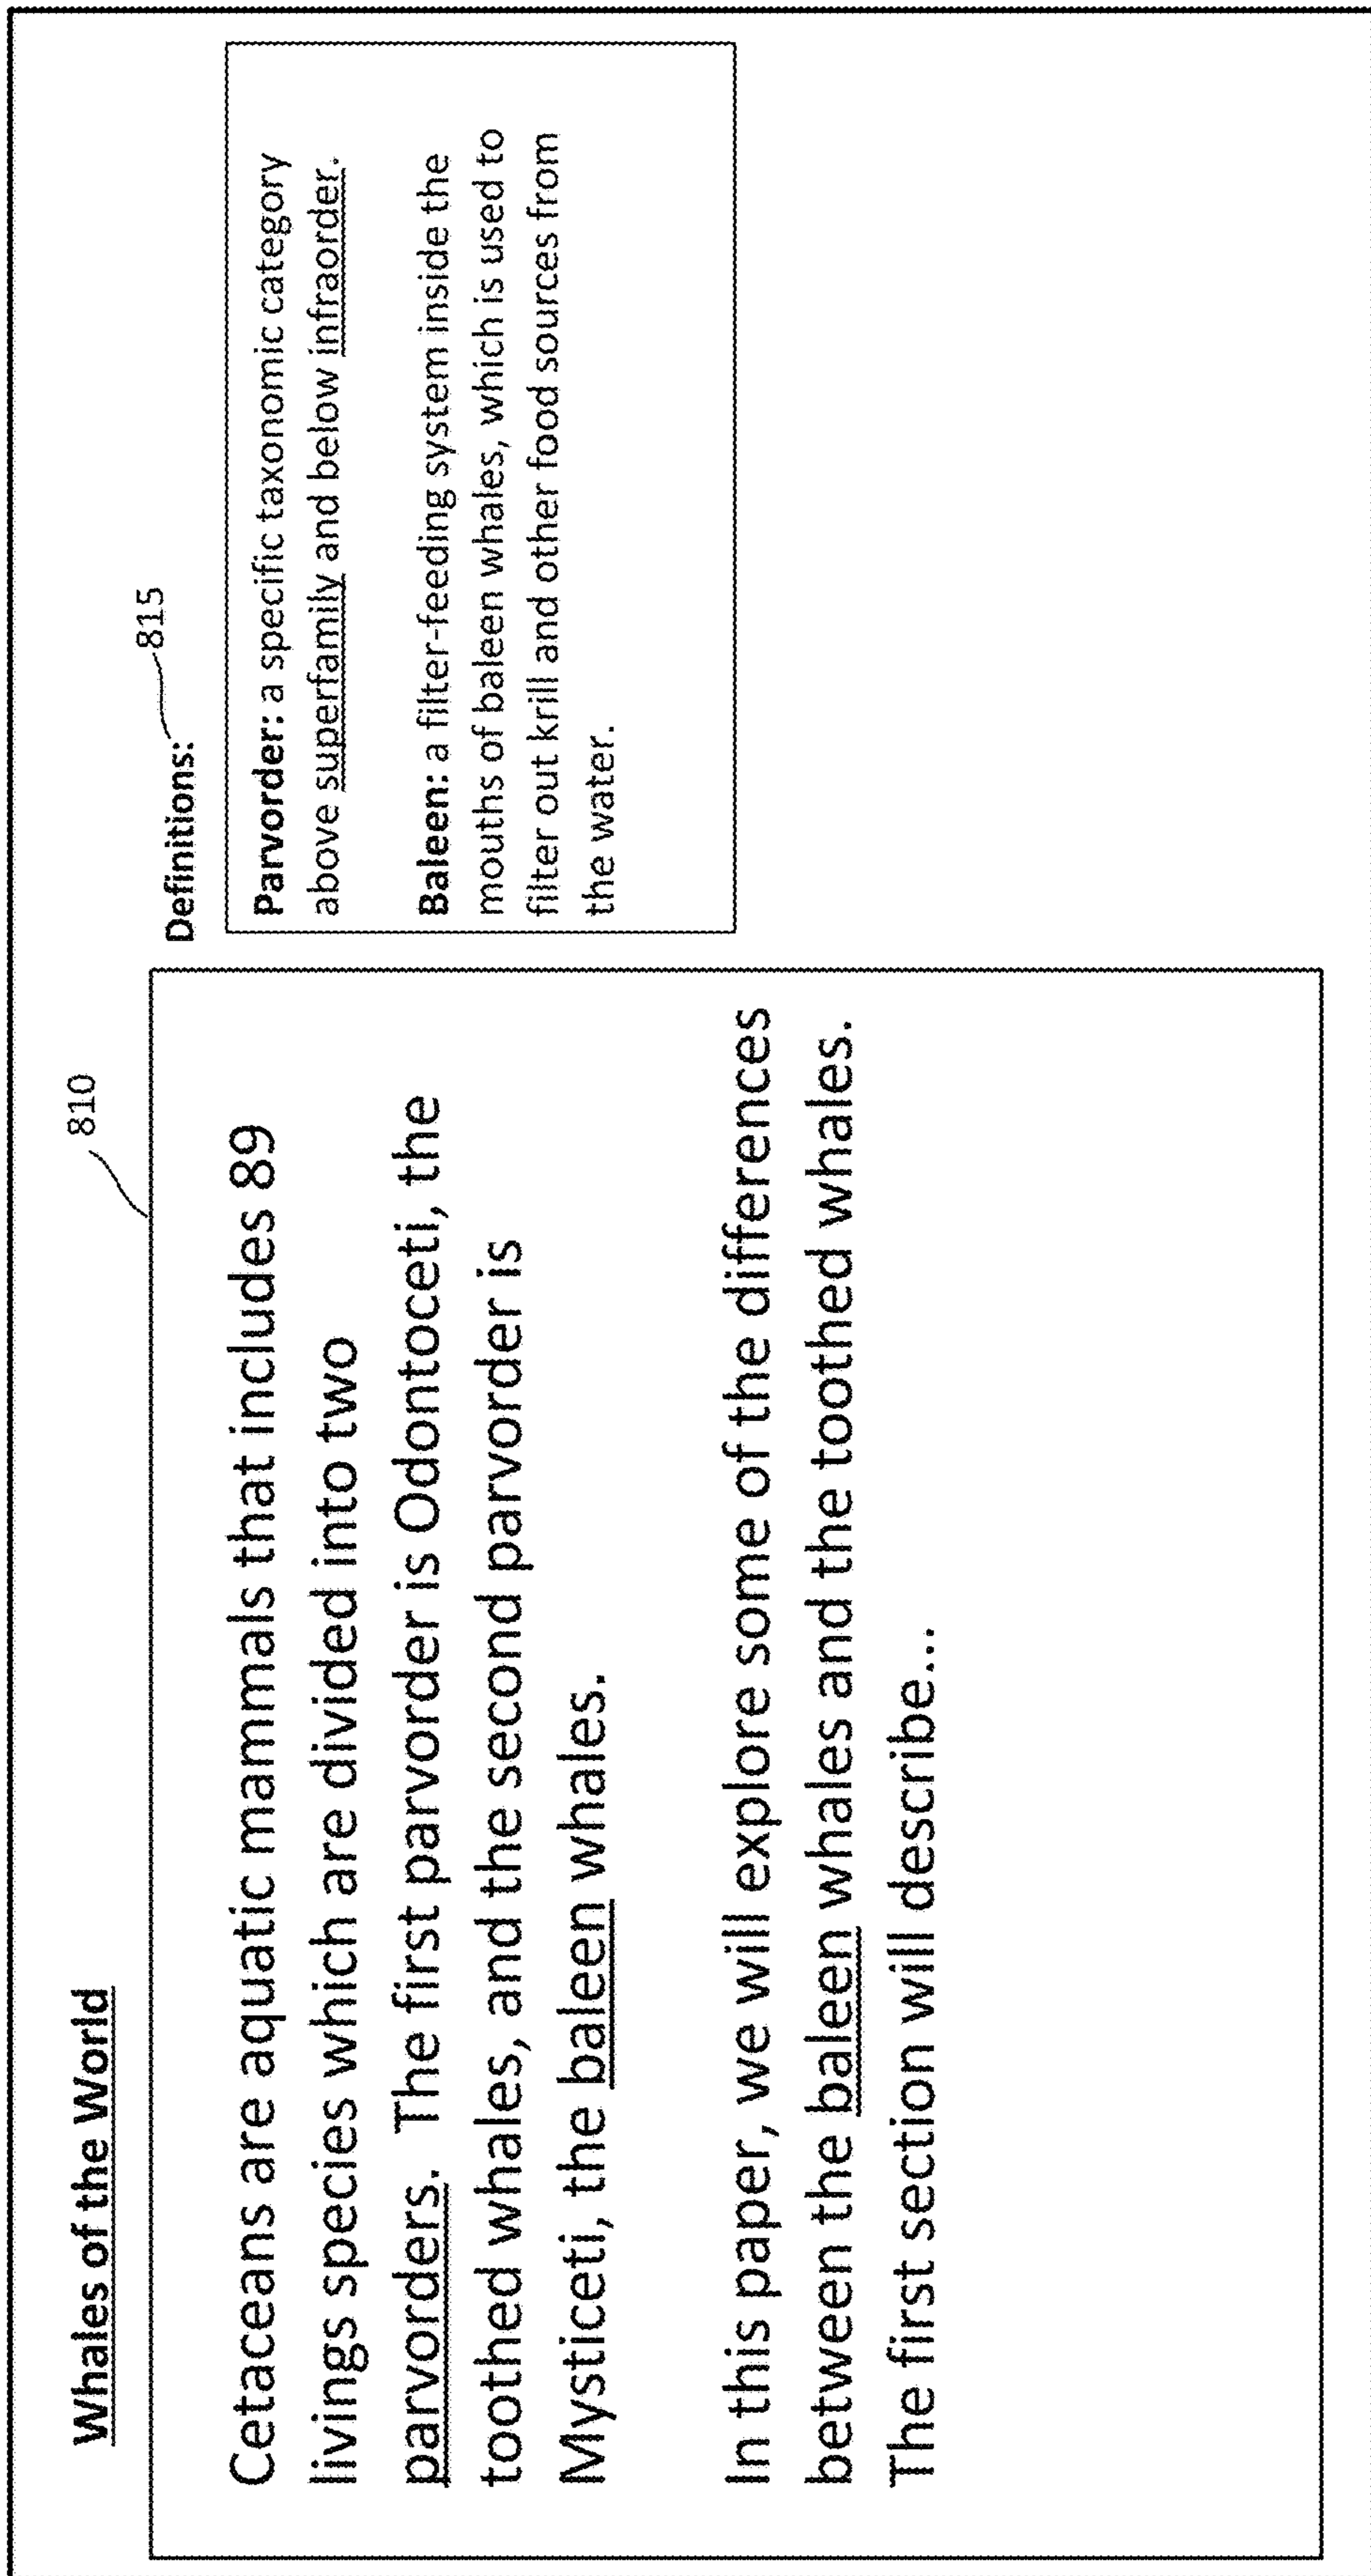 Whales of the World
810
Cetaceans are aquatic mammals that includes 89
livings species which are divided into two
parvorders. The first parvorder is Odontoceti, the
toothed whales, and the second parvorder is
Mysticeti, the baleen whales.
In this paper, we will explore some of the differences
between the baleen whales and the toothed whales.
The first section will describe...
Definitions:
815
Parvorder: a specific taxonomic category
above superfamily and below infraorder.
Baleen: a filter-feeding system inside the
mouths of baleen whales, which is used to
filter out krill and other food sources from
the water.